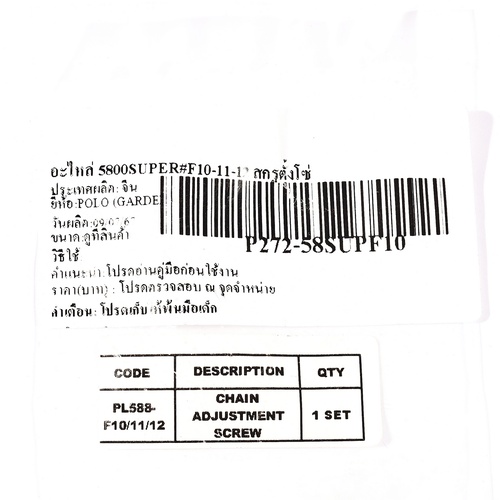 อะไหล่ 5800SUPER#F10-11-12 สกรูตั้งโซ่
ประเทศผลิต: จีน
ยี่ห้อ:POLO (GARDE
วันผลิต:
ขนาด:ดูที่สินค้า
P272-58SUPF10
วิธีใช้
คำแนะนำ:โปรดอ่านคู่มือก่อนใช้งาน
ราคา(บาท) : โปรดตรวจสอบ ณ จุดจำหน่าย
คำเตือน: โปรดเก็บให้พ้นมือเด็ก
CODE DESCRIPTION QTY
PL588-F10/11/12 CHAIN ADJUSTMENT SCREW 1 SET